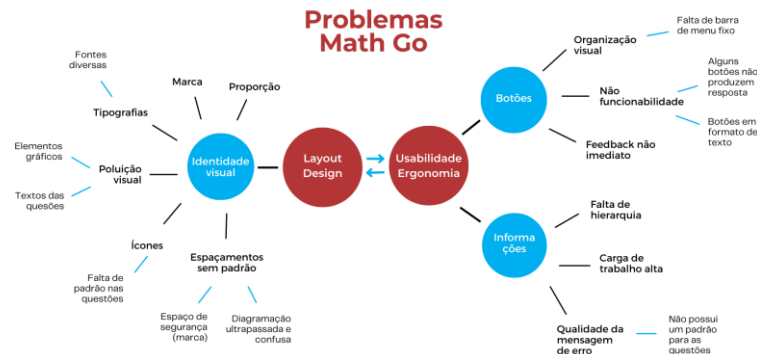 Problemas
Math Go
Fontes
diversas
Marca
Proporção
Tipografias
Elementos
gráficos
Poluição
visual
Textos das
quesões
Identidade
visual
Ícones
Falta de
padrão nas
questões
Espaçamentos
sem padrão
Espaço de
segurança
(marca)
Diagramação
ultrapassada e
confusa
Layout
Design
Usabilidade
Ergonomia
Botões
Organização
visual
Falta de barra
de menu fixo
Não
funcionabilidade
Alguns
botões não
produzem
resposta
Botões em
formato de
texto
Feedback não
imediato
Informa
ções
Falta de
hierarquia
Carga de
trabalho alta
Qualidade da
mensagem
de erro
Não possui
um padrão
para as
questões